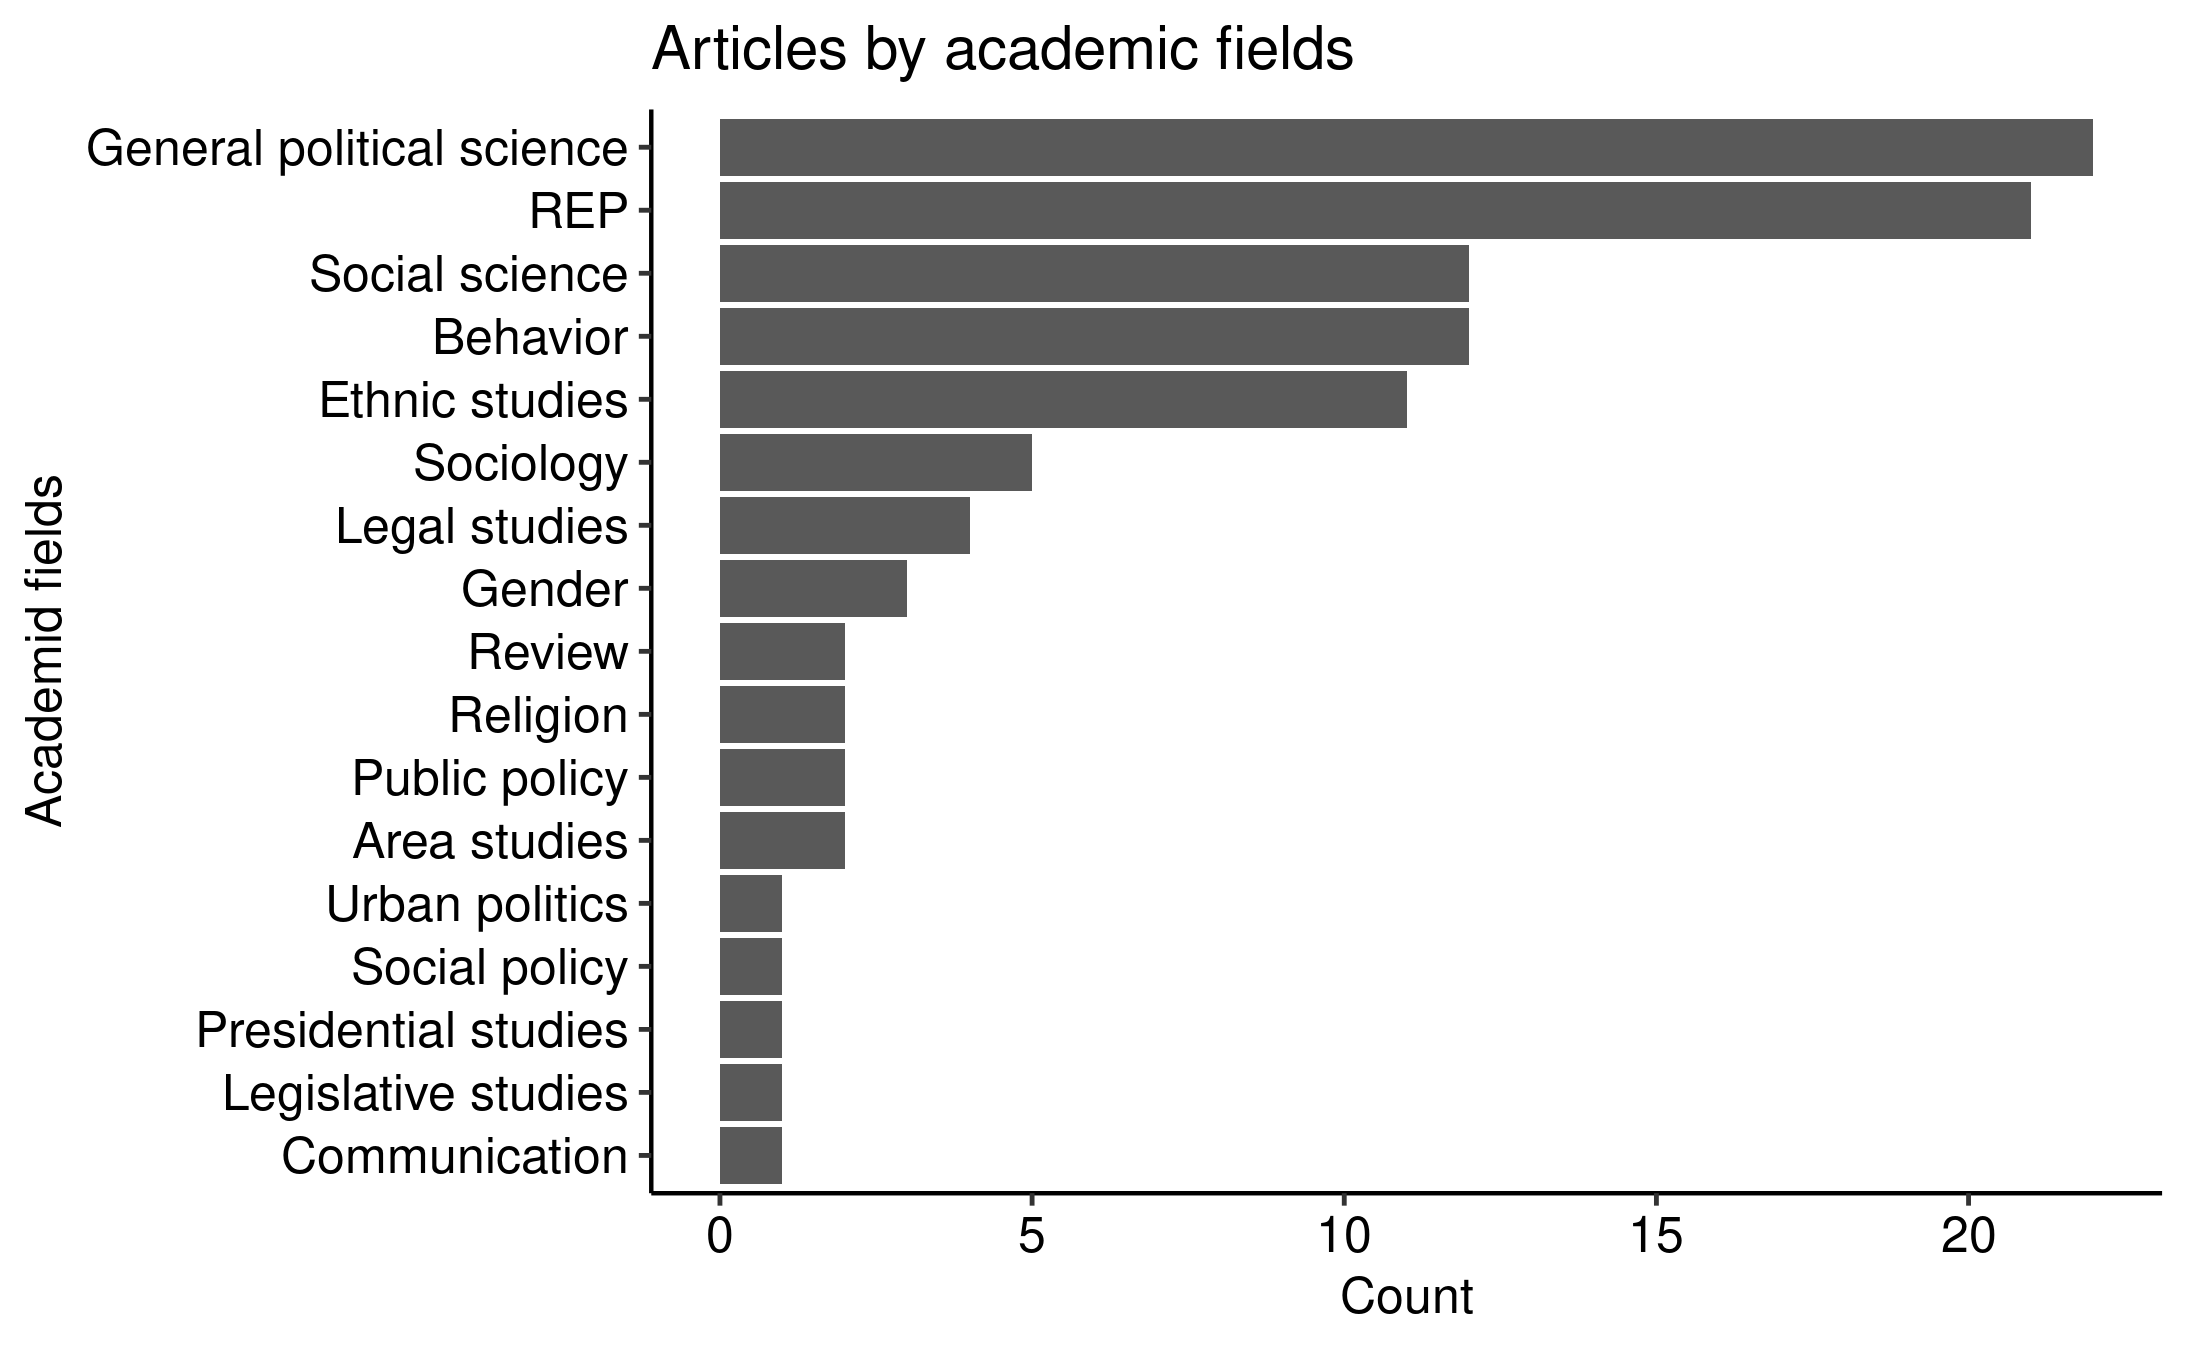 Articles by academic fields
Academid fields
General political science
REP
Social science
Behavior
Ethnic studies
Sociology
Legal studies
Gender
Review
Religion
Public policy
Area studies
Urban politics
Social policy
Presidential studies
Legislative studies
Communication
0 5 10 15 20
Count